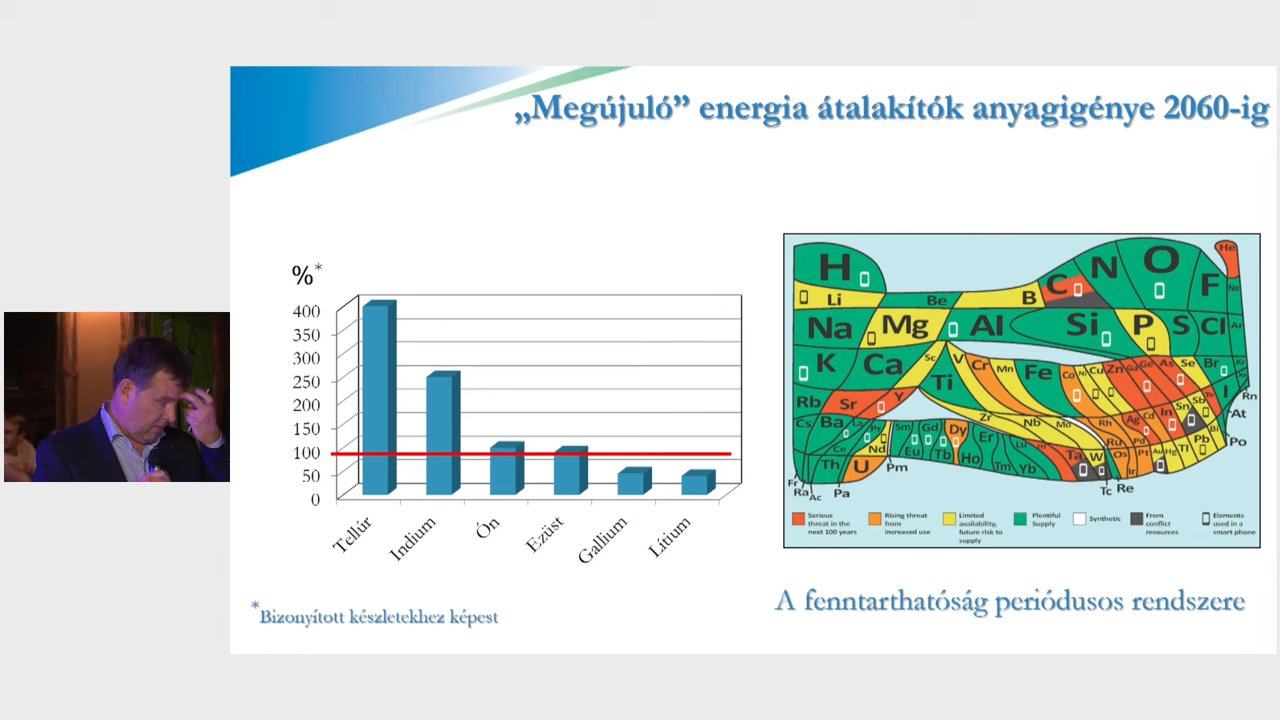 „Megújuló” energia átalakítók anyagigénye 2060-ig
%*
400
350
300
250
200
150
100
50
0
Tellúr
Indium
Ón
Ezüst
Gallium
Lítium
*Bizonyított készletekhez képest
H
He
Li
Be
B
C
N
O
F
Ne
Na
Mg
Al
Si
P
S
Cl
Ar
K
Ca
Sc
Ti
V
Cr
Mn
Fe
Co
Ni
Cu
Zn
Ga
Ge
As
Se
Br
Kr
Rb
Sr
Y
Zr
Nb
Mo
Rh
Ru
Pd
Ag
Cd
In
Sn
Sb
Te
I
Xe
Cs
Ba
La
Ce
Pr
Nd
Pm
Sm
Eu
Gd
Tb
Dy
Ho
Er
Tm
Yb
Lu
Hf
Ta
W
Re
Os
Ir
Pt
Au
Hg
Tl
Pb
Bi
Po
At
Rn
Fr
Ra
Ac
Th
Pa
U
Tc
Serious threat in the next 100 years
Rising threat from increased use
Limited availability, future risk to supply
Plentiful Supply
Synthetic
From conflict resources
Elements used in a smart phone
A fenntarthatóság periódusos rendszere